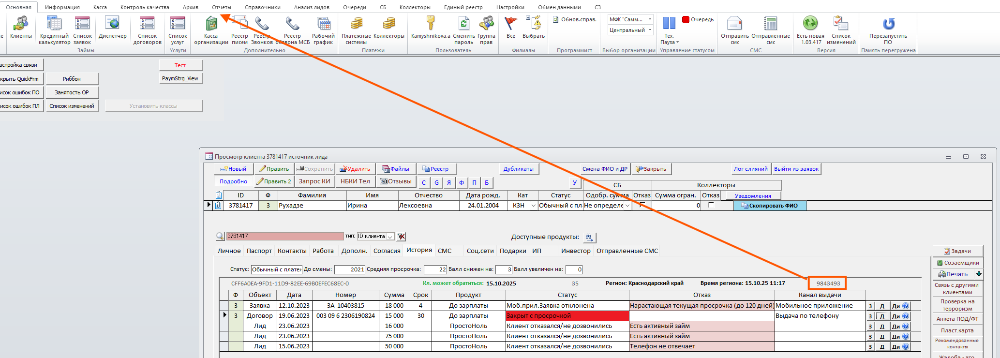 Основная Информация Касса Контроль качества Архив Отчеты Справочники Анализ лидов Очереди СБ Коллекторы Единый реестр Настройки Обмен данными СЗ
Клиенты Кредитный калькулятор Список заявок Диспетчер Список договоров Список услуг Касса организации Реестр писем Реестр Звонков Реестр обзвона МСБ Рабочий график Платежные системы Коллекторы Kamyshnikova.a Сменить пароль Группа прав Все Выбрать Обнов.справ. МФК "Самм... Центральный Тех. Пауза Очередь Отправить смс Отправленные смс Есть новая 1.03.417 Список изменений Перезапустить ПО
Займы Услуги Дополнительно Платежи Пользователь Филиалы Программист Выбор организации Управление статусом СМС Версия Память перегружена
астройка связи Тест
крыть QuickFrm Риббон PaymStrg_View
исок ошибок ПО Занятость ОР
исок ошибок ПЛ Список изменений Установить классы
Просмотр клиента 3781417 источник лида
Новый Править Сохранить Удалить Файлы Реестр Дубликаты Смена ФИО и ДР Закрыть Лог слияний Выйти из заявок
Подробно Править 2 Запрос КИ НБКИ Тел Отзывы С G Я Ф П Б У СБ Коллекторы
ID Ф Фамилия Имя Отчество Дата рожд. Кат Статус Одобр. сумма Отказ Сумма огран. Отказ Уведомления
3781417 3 Рухадзе Ирина Лексоевна 24.01.2004 КЗН Обычный с пл Не определе 0 Скопировать ФИО
3781417 тип: ID клиента Доступные продукты:
Личное Паспорт Контакты Работа Дополн. Согласия История СМС Соц.сети Подарки ИП Инвестор Отправленные СМС
Задачи
Созаемщики
Печать
Связь с другими клиентами
Проверка на терроризм
Анкета ПОД/ФТ
Пласт.карта
Рекомендованные контакты
Жалоба - это
Статус: Обычный с платеж До смены: 2021 Средняя просрочка: 22 Балл снижен на: 3 Балл увеличен на: 0
CFF6A0EA-9FD1-11D9-82EE-69B0EFEC68EC-0 Кл. может обратиться: 15.10.2025 35 Регион: Краснодарский край Время региона: 15.10.25 11:17 9843493
Ф Объект Дата Номер Сумма Срок Продукт Статус Отказ Канал выдачи
3 Заявка 12.10.2023 ЗА-10403815 18 000 4 До зарплаты Моб.прил.Заявка отклонена Нарастающая текущая просрочка (до 120 дней) Мобильное приложение З Д Ди
3 Договор 19.06.2023 003 09 6 2306190824 15 000 30 До зарплаты Закрыт с просрочкой Выдача по телефону З Д Ди
Лид 23.06.2023 16 000 ПростоНоль Клиент отказался/не дозвонились Есть активный займ З Д Ди
Лид 23.06.2023 75 000 ПростоНоль Клиент отказался/не дозвонились Есть активный займ З Д Ди
Лид 15.06.2023 50 000 ПростоНоль Клиент отказался/не дозвонились Телефон не отвечает З Д Ди